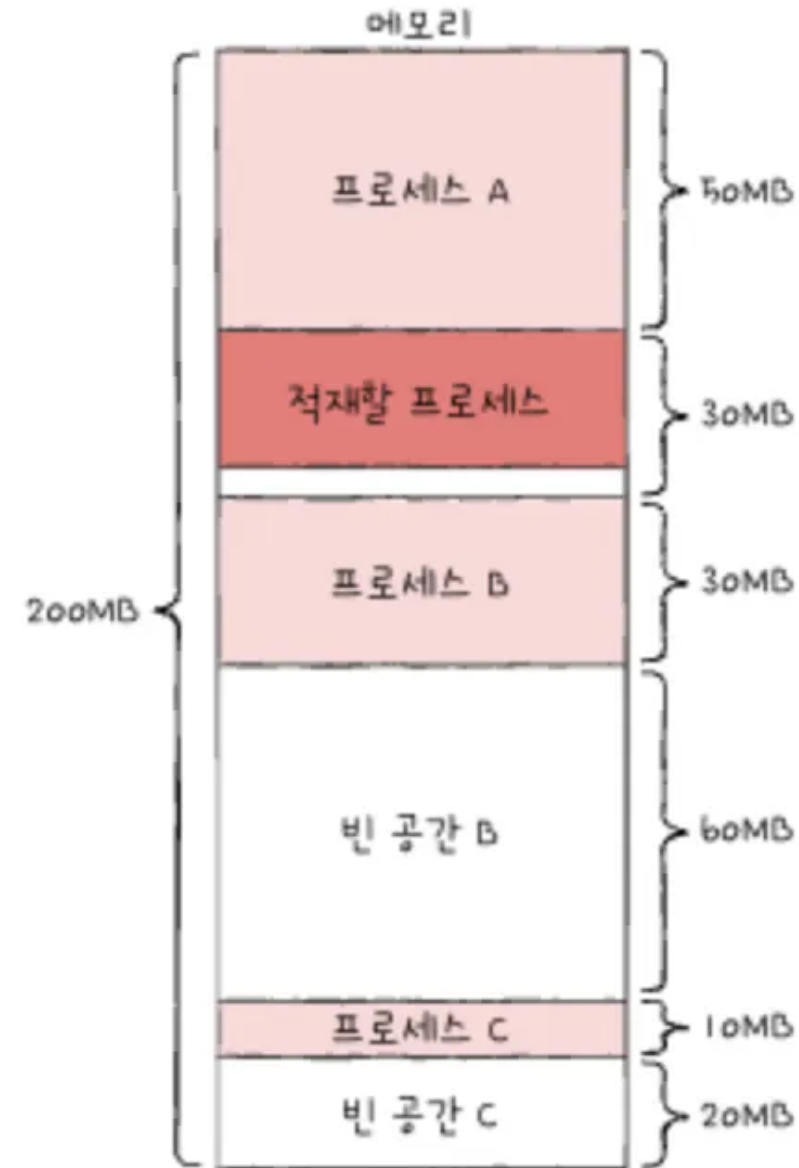 메모리
프로세스 A
50MB
적재할 프로세스
30MB
프로세스 B
30MB
200MB
빈 공간 B
60MB
프로세스 C
10MB
빈 공간 C
20MB